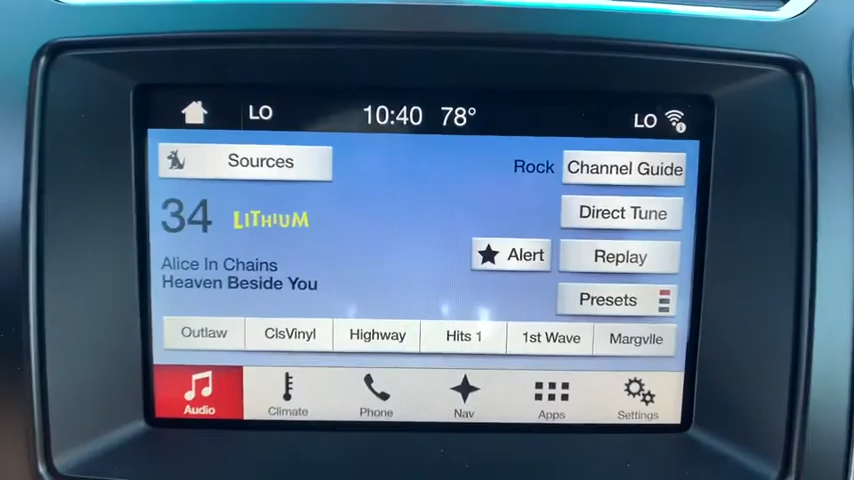 LO 10:40 78° LO
Sources
Rock Channel Guide
34 LITHIUM
Direct Tune
Alert Replay
Alice In Chains
Heaven Beside You
Presets
Outlaw ClsVinyl Highway Hits 1 1st Wave Margvlle
Audio Climate Phone Nav Apps Settings